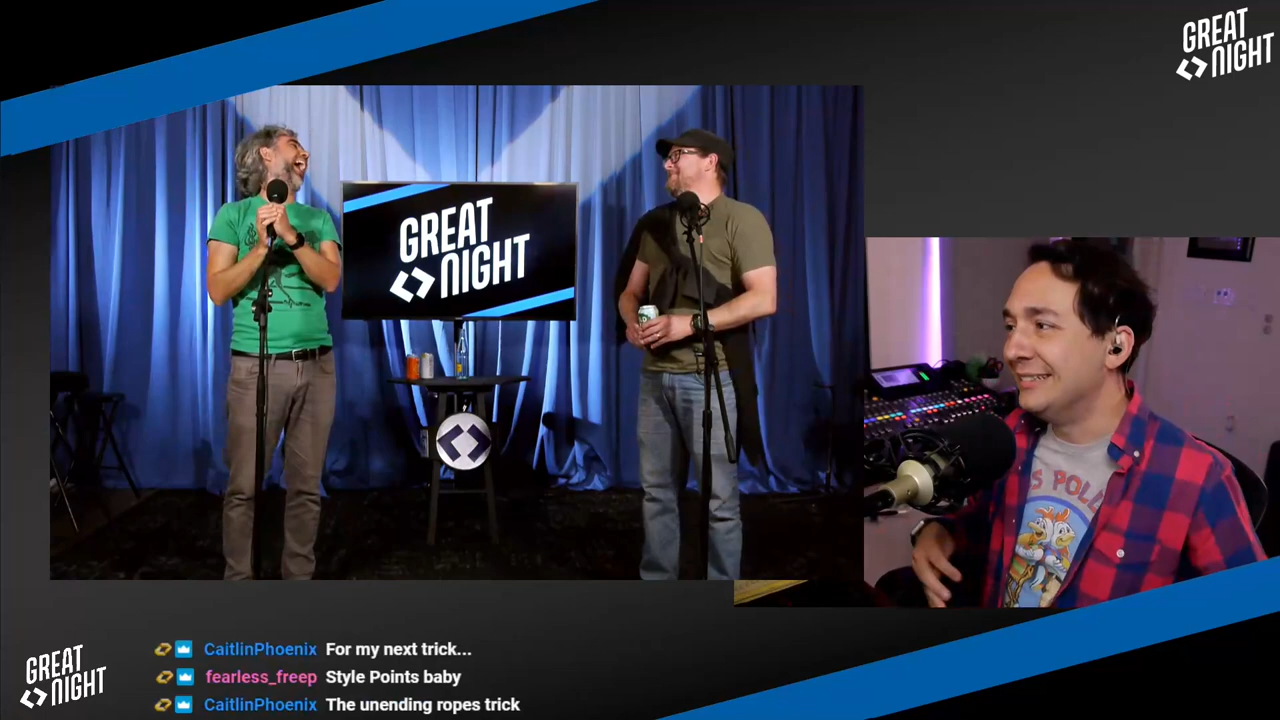 GREAT
NIGHT
GREAT
NIGHT
S POLL
GREAT
NIGHT
CaitlinPhoenix For my next trick...
fearless_freep Style Points baby
CaitlinPhoenix The unending ropes trick